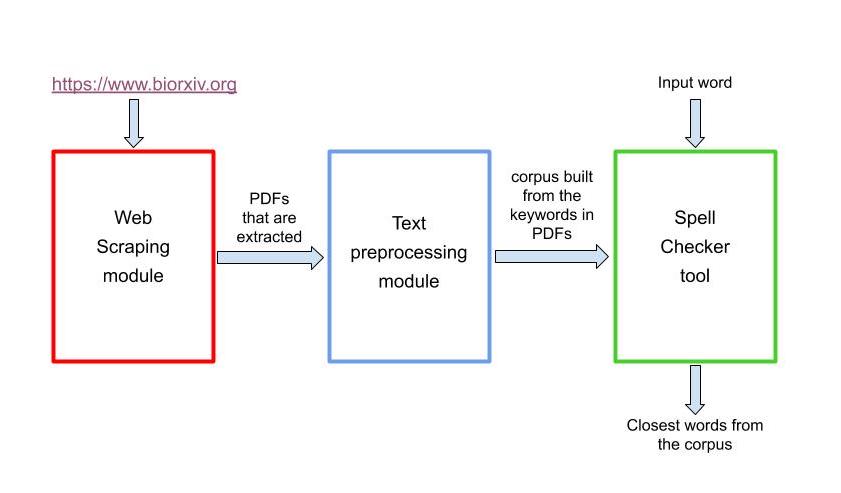 https://www.biorxiv.org
Input word
Web
Scraping
module
PDFs
that are
extracted
Text
preprocessing
module
corpus built
from the
keywords in
PDFs
Spell
Checker
tool
Closest words from
the corpus